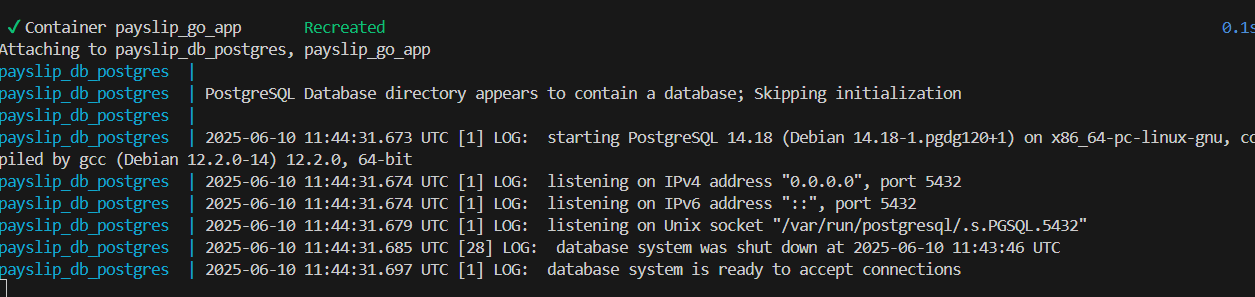 ✓ Container payslip_go_app Recreated 0.1s
Attaching to payslip_db_postgres, payslip_go_app
payslip_db_postgres |
payslip_db_postgres | PostgreSQL Database directory appears to contain a database; Skipping initialization
payslip_db_postgres |
payslip_db_postgres | 2025-06-10 11:44:31.673 UTC [1] LOG:  starting PostgreSQL 14.18 (Debian 14.18-1.pgdg120+1) on x86_64-pc-linux-gnu, co
piled by gcc (Debian 12.2.0-14) 12.2.0, 64-bit
payslip_db_postgres | 2025-06-10 11:44:31.674 UTC [1] LOG:  listening on IPv4 address "0.0.0.0", port 5432
payslip_db_postgres | 2025-06-10 11:44:31.674 UTC [1] LOG:  listening on IPv6 address "::", port 5432
payslip_db_postgres | 2025-06-10 11:44:31.679 UTC [1] LOG:  listening on Unix socket "/var/run/postgresql/.s.PGSQL.5432"
payslip_db_postgres | 2025-06-10 11:44:31.685 UTC [28] LOG:  database system was shut down at 2025-06-10 11:43:46 UTC
payslip_db_postgres | 2025-06-10 11:44:31.697 UTC [1] LOG:  database system is ready to accept connections